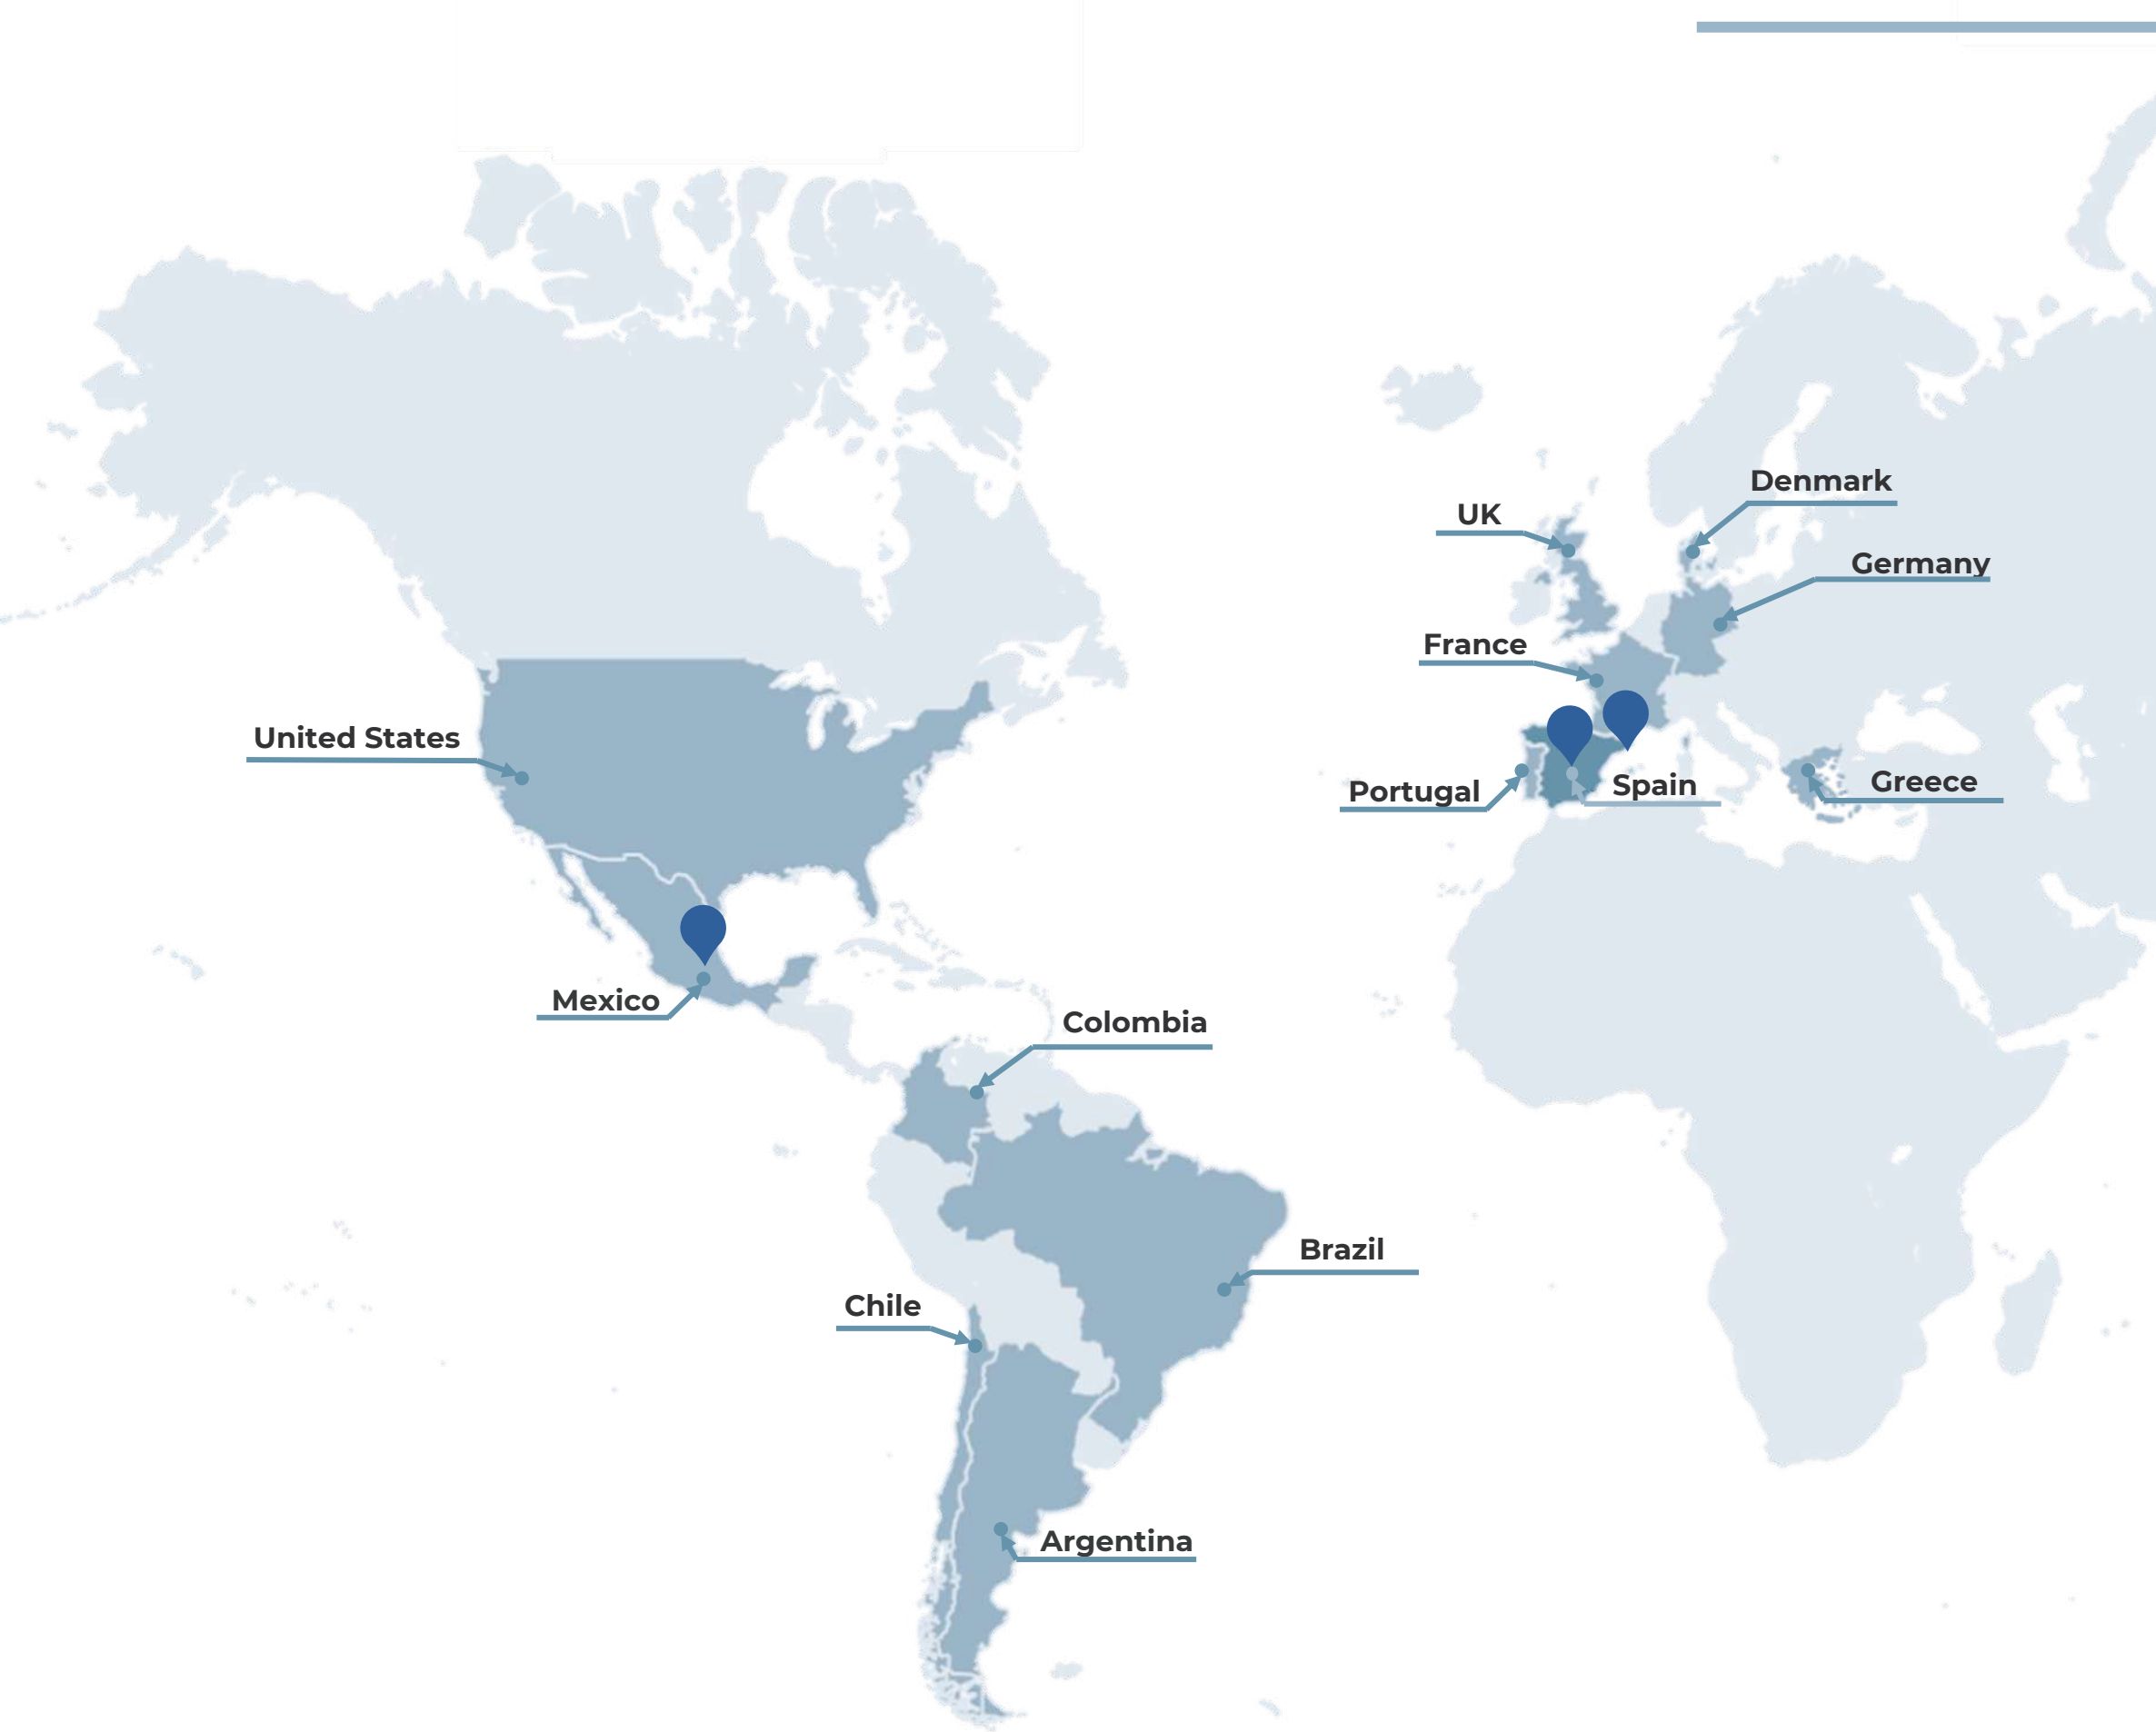 Denmark
UK
Germany
France
United States
Portugal
Spain
Greece
Mexico
Colombia
Brazil
Chile
Argentina